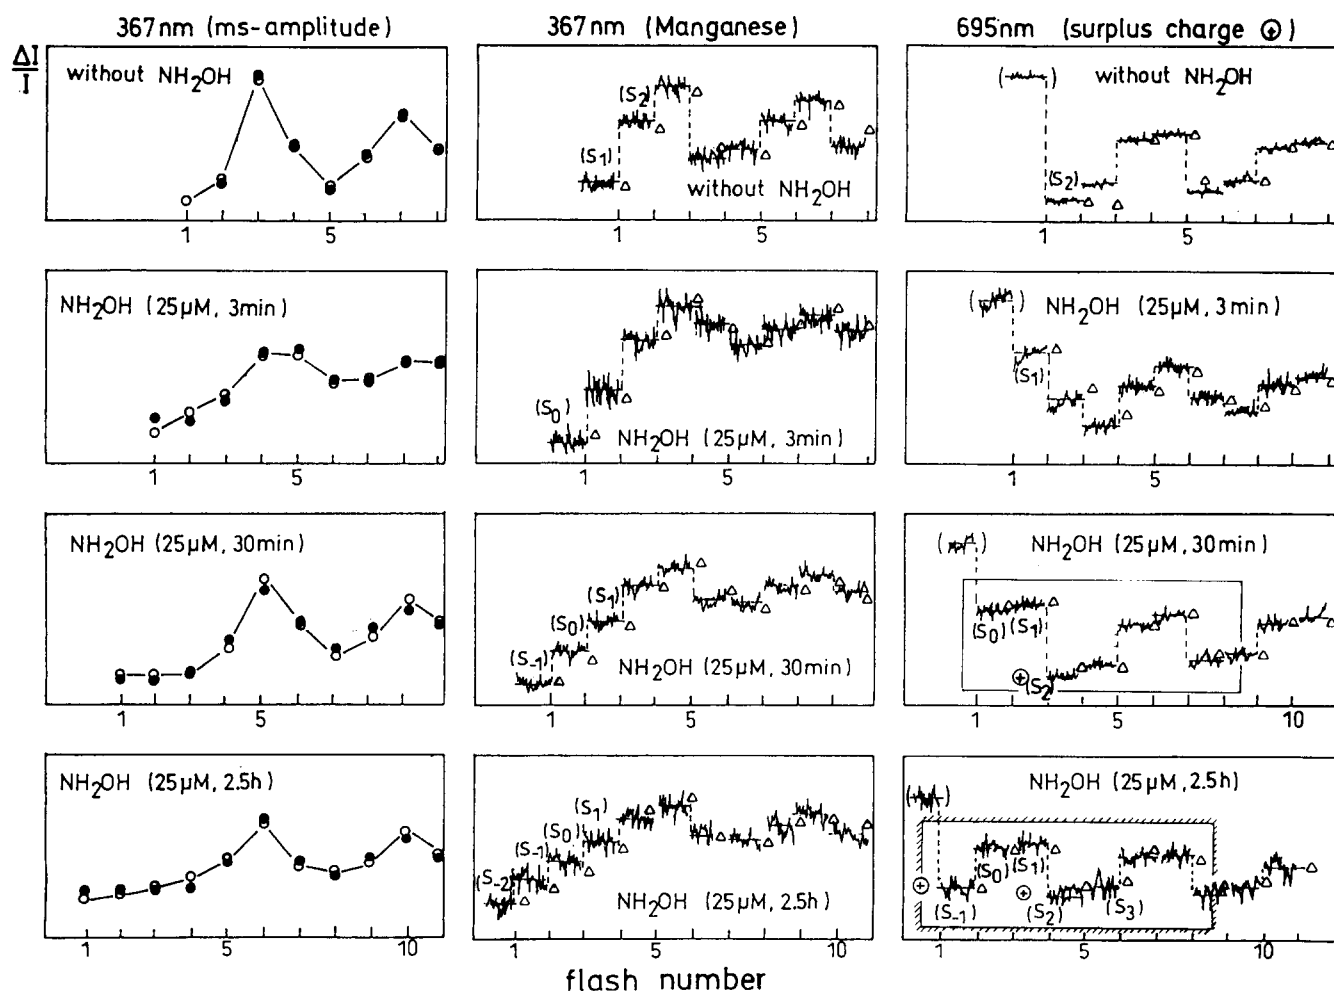 367nm (ms-amplitude)
367nm (Manganese)
695nm (surplus charge ⊕)
ΔI
I
without NH2OH
1 5
(S1)
(S2)
without NH2OH
1 5
without NH2OH
(S2)
1 5
NH2OH (25μM, 3min)
1 5
(S0)
NH2OH (25μM, 3min)
1 5
NH2OH (25μM, 3min)
(S1)
1 5
NH2OH (25μM, 30min)
1 5
(S-1)
(S0)
(S1)
NH2OH (25μM, 30min)
1 5
NH2OH (25μM, 30min)
(S0) (S1)
⊕ (S2)
1 5 10
NH2OH (25μM, 2.5h)
1 5 10
(S-2)
(S-1)
(S0)
(S1)
NH2OH (25μM, 2.5h)
1 5 10
NH2OH (25μM, 2.5h)
(S0) (S1)
⊕ ⊕
(S-1) (S2) (S3)
1 5 10
flash number